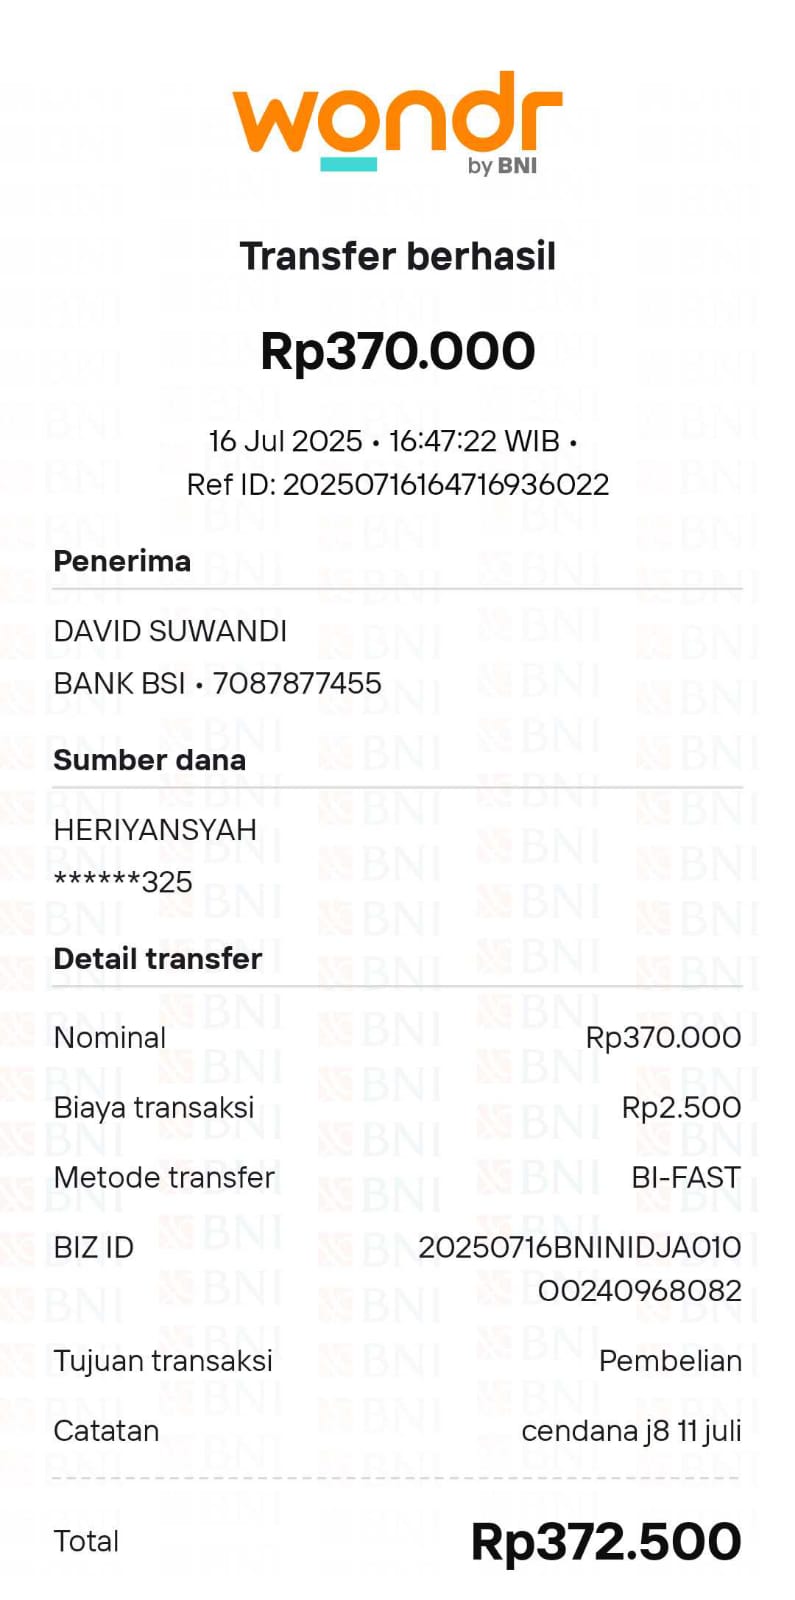 wondr
by BNI
Transfer berhasil
Rp370.000
16 Jul 2025 • 16:47:22 WIB •
Ref ID: 20250716164716936022
Penerima
DAVID SUWANDI
BANK BSI • 7087877455
Sumber dana
HERIYANSYAH
******325
Detail transfer
Nominal Rp370.000
Biaya transaksi Rp2.500
Metode transfer BI-FAST
BIZ ID 20250716BNINIDJA010
O0240968082
Tujuan transaksi Pembelian
Catatan cendana j8 11 juli
Total Rp372.500